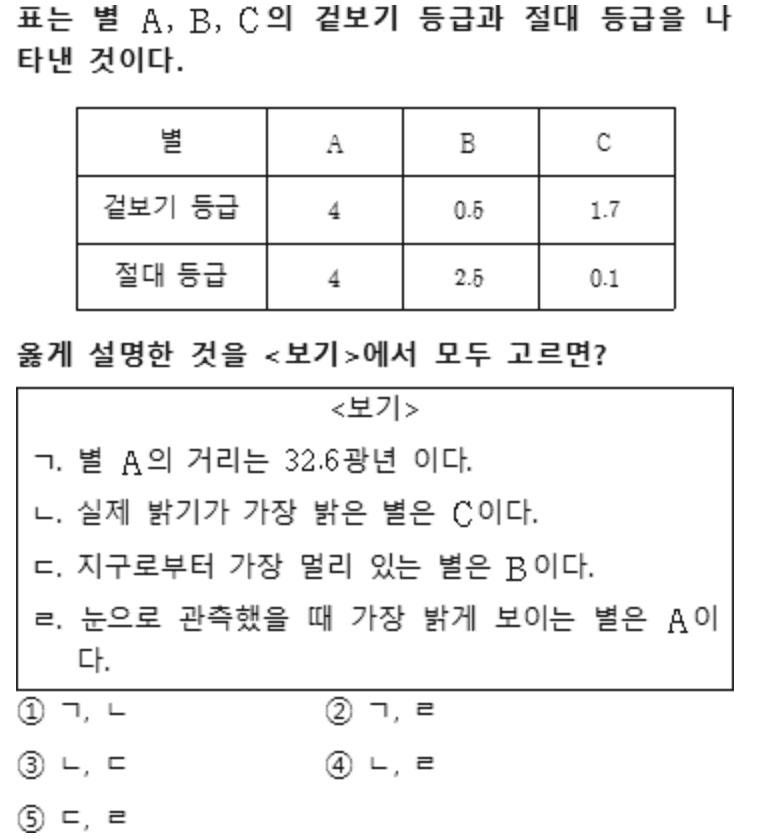 표는 별 A, B, C의 겉보기 등급과 절대 등급을 나
타낸 것이다.
별 A B C
겉보기 등급 4 0.5 1.7
절대 등급 4 2.5 0.1
옳게 설명한 것을 <보기>에서 모두 고르면?
<보기>
ㄱ. 별 A의 거리는 32.6광년 이다.
ㄴ. 실제 밝기가 가장 밝은 별은 C이다.
ㄷ. 지구로부터 가장 멀리 있는 별은 B이다.
ㄹ. 눈으로 관측했을 때 가장 밝게 보이는 별은 A이
다.
① ㄱ, ㄴ ② ㄱ, ㄹ
③ ㄴ, ㄷ ④ ㄴ, ㄹ
⑤ ㄷ, ㄹ